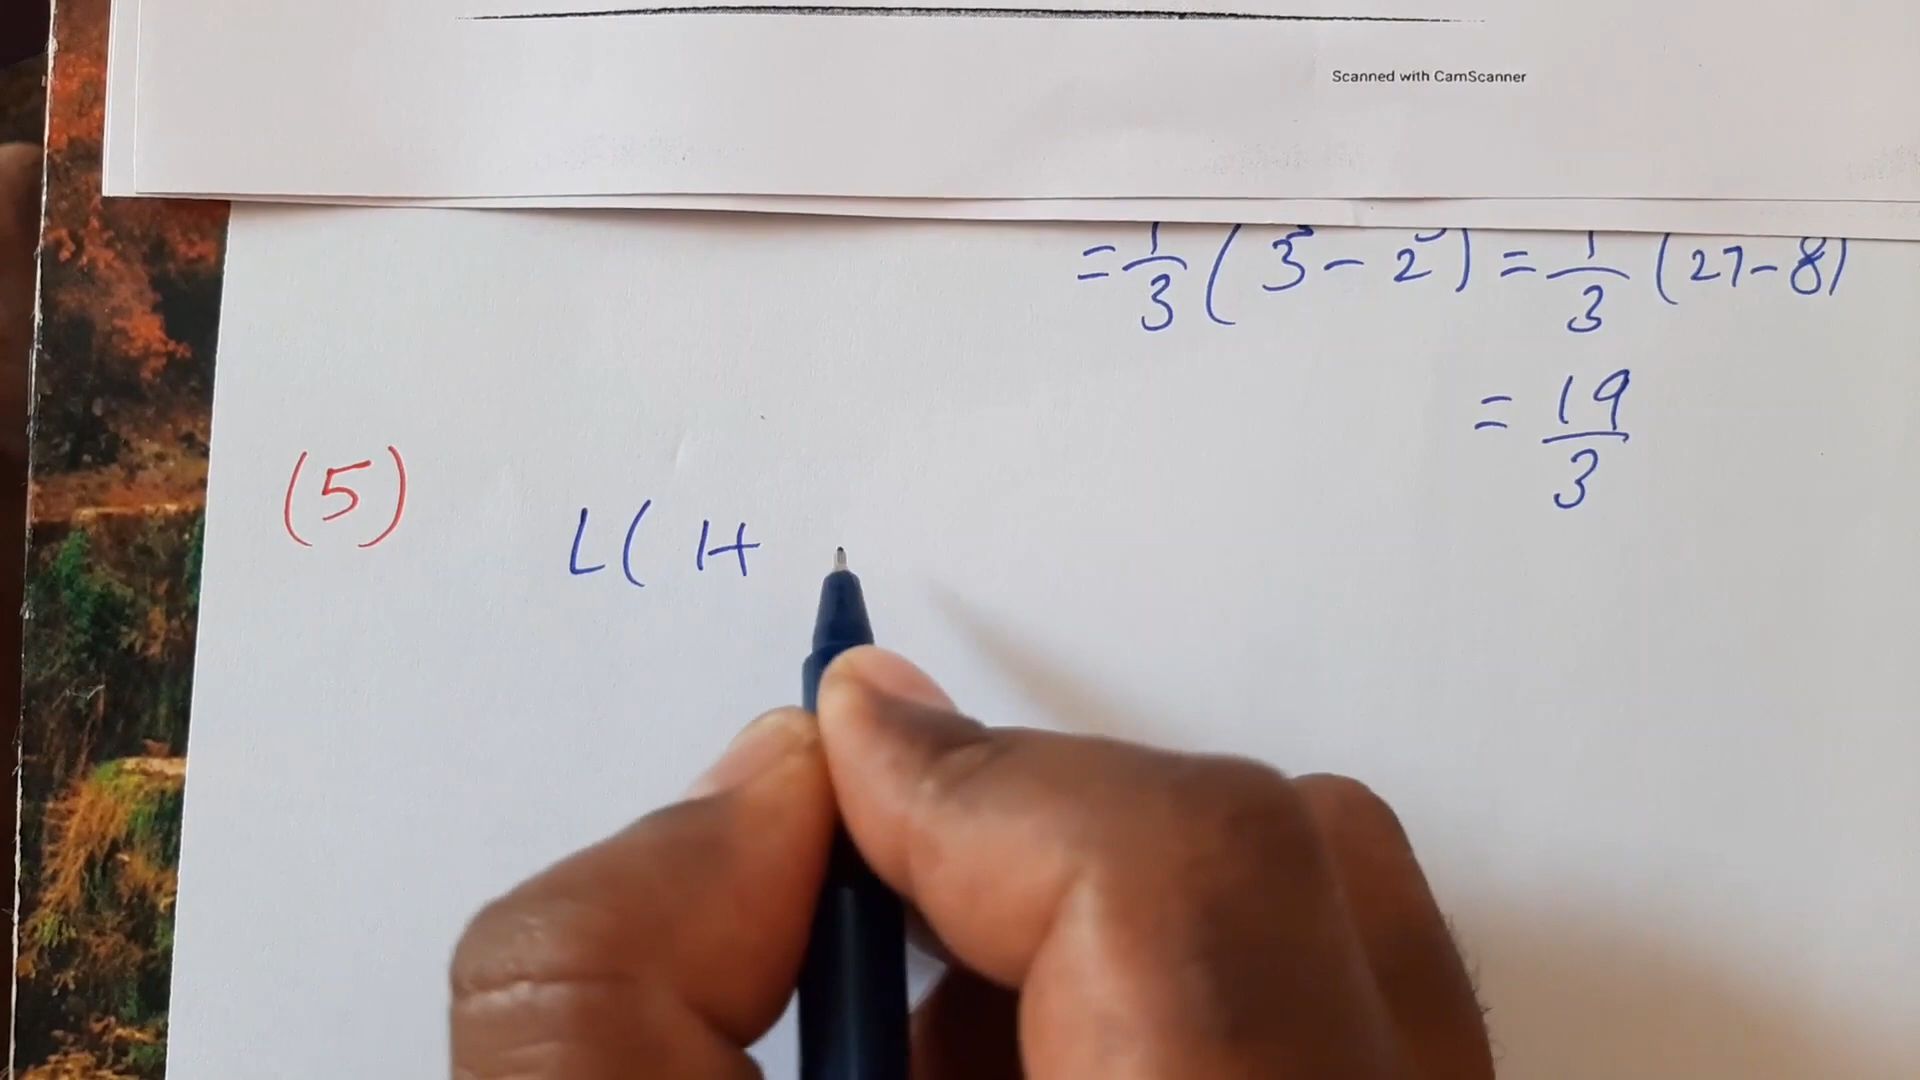 Scanned with CamScanner
= 1/3 (3³ - 2³) = 1/3 (27 - 8)
= 19/3
(5) L( H